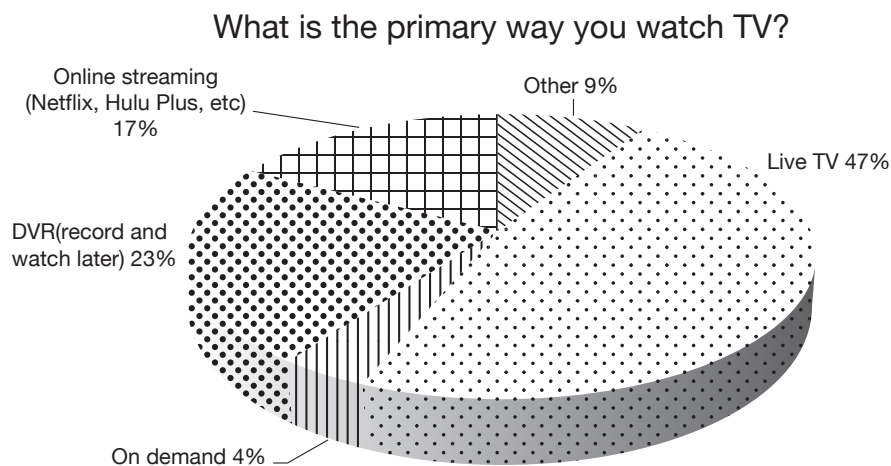 What is the primary way you watch TV?
Online streaming
(Netflix, Hulu Plus, etc)
17%
Other 9%
Live TV 47%
DVR(record and
watch later) 23%
On demand 4%